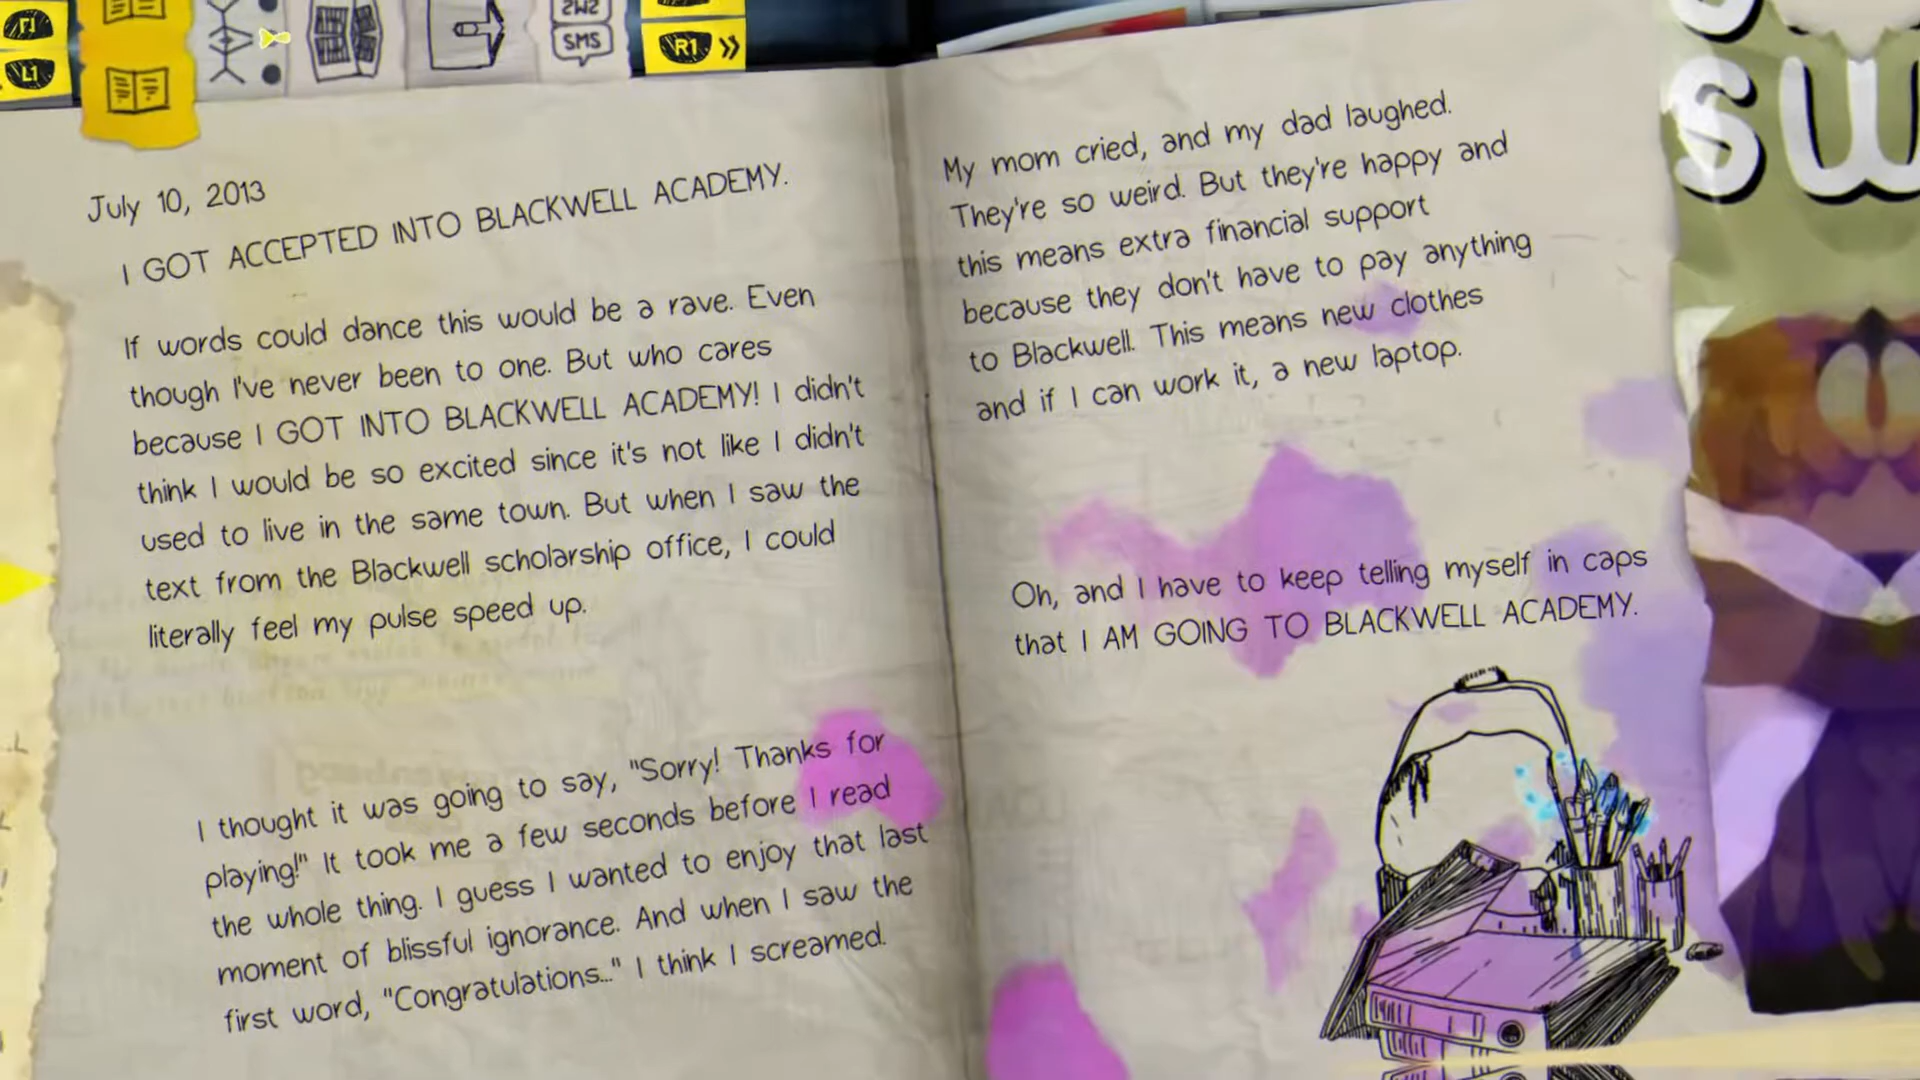 L1
R1
SMS
SW
July 10, 2013
I GOT ACCEPTED INTO BLACKWELL ACADEMY.
If words could dance this would be a rave. Even
though I've never been to one. But who cares
because I GOT INTO BLACKWELL ACADEMY! I didn't
think I would be so excited since it's not like I didn't
used to live in the same town. But when I saw the
text from the Blackwell scholarship office, I could
literally feel my pulse speed up.
I thought it was going to say, "Sorry! Thanks for
playing!" It took me a few seconds before I read
the whole thing. I guess I wanted to enjoy that last
moment of blissful ignorance. And when I saw the
first word, "Congratulations..." I think I screamed.
My mom cried, and my dad laughed.
They're so weird. But they're happy and
this means extra financial support
because they don't have to pay anything
to Blackwell. This means new clothes
and if I can work it, a new laptop.
Oh, and I have to keep telling myself in caps
that I AM GOING TO BLACKWELL ACADEMY.